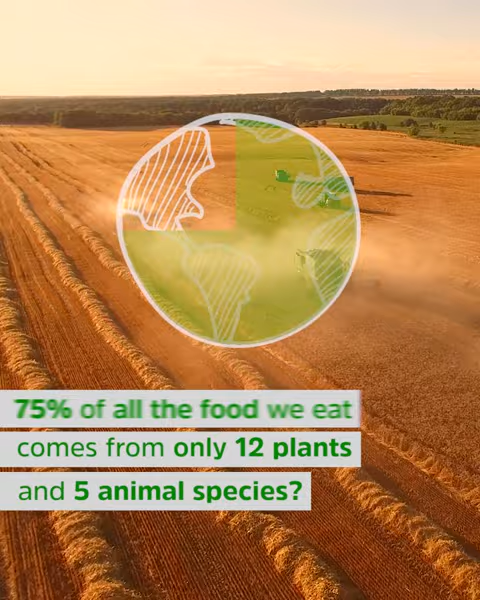 75% of all the food we eat
comes from only 12 plants
and 5 animal species?